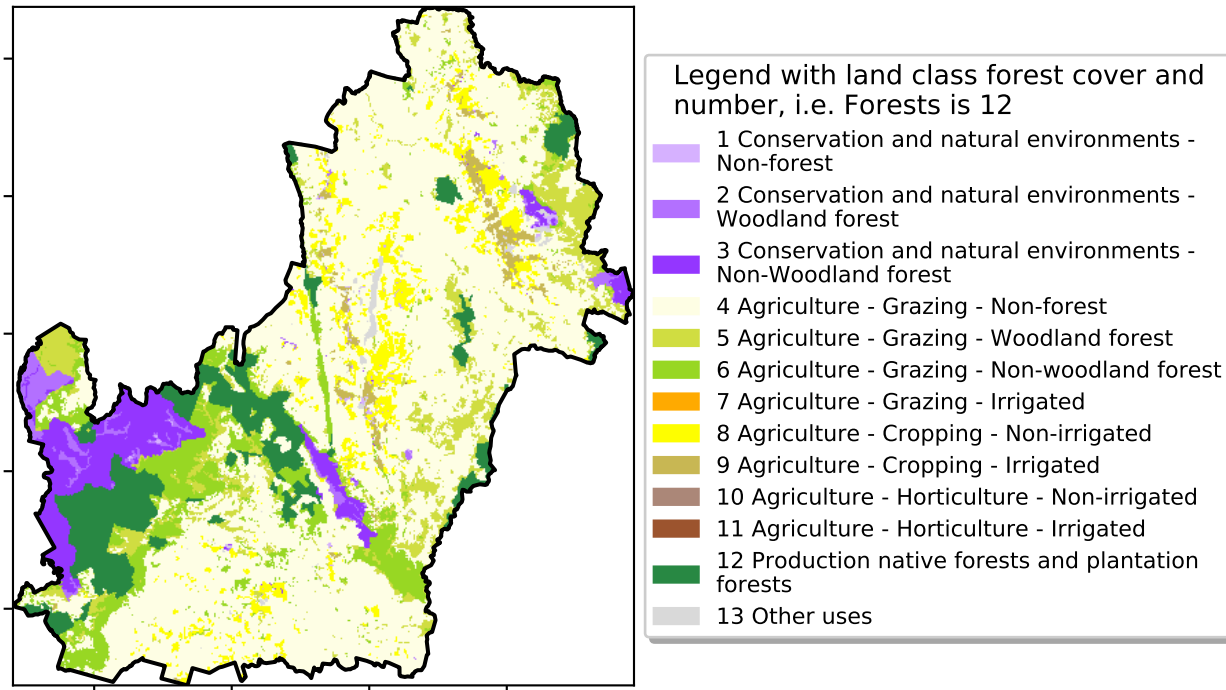 Legend with land class forest cover and
number, i.e. Forests is 12
1 Conservation and natural environments -
Non-forest
2 Conservation and natural environments -
Woodland forest
3 Conservation and natural environments -
Non-Woodland forest
4 Agriculture - Grazing - Non-forest
5 Agriculture - Grazing - Woodland forest
6 Agriculture - Grazing - Non-woodland forest
7 Agriculture - Grazing - Irrigated
8 Agriculture - Cropping - Non-irrigated
9 Agriculture - Cropping - Irrigated
10 Agriculture - Horticulture - Non-irrigated
11 Agriculture - Horticulture - Irrigated
12 Production native forests and plantation
forests
13 Other uses